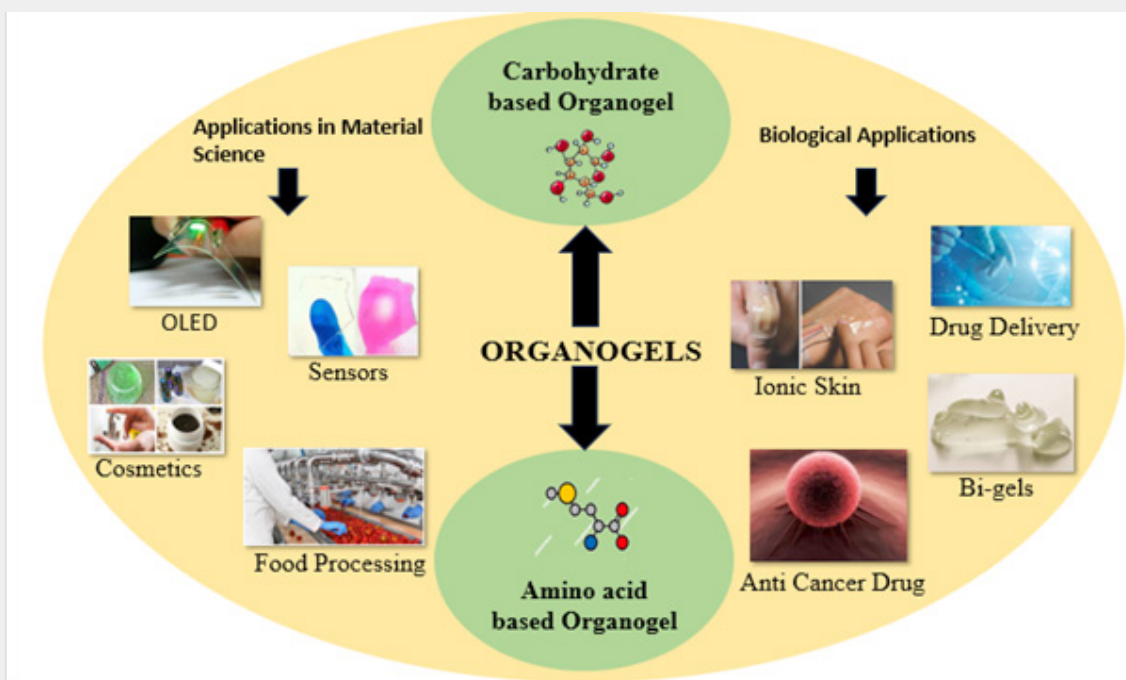 Carbohydrate
based Organogel
Applications in Material
Science
Biological Applications
OLED
Sensors
Cosmetics
Food Processing
ORGANOGELS
Ionic Skin
Drug Delivery
Bi-gels
Anti Cancer Drug
Amino acid
based Organogel